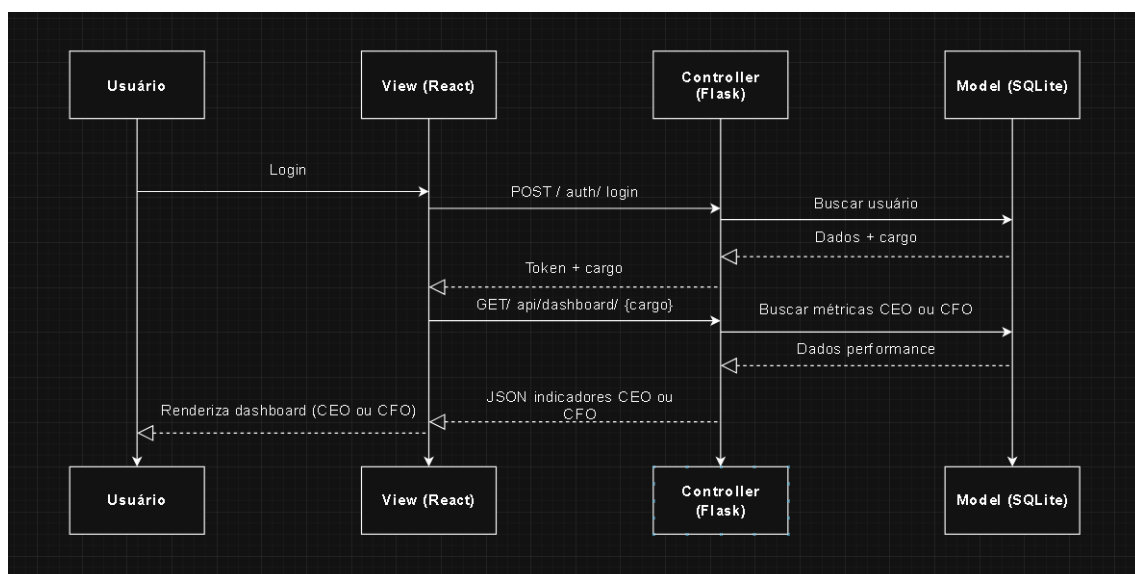 Usuário
View (React)
Controller
(Flask)
Model (SQLite)
Login
POST / auth/ login
Buscar usuário
Dados + cargo
Token + cargo
GET/ api/dashboard/ {cargo}
Buscar métricas CEO ou CFO
Dados performance
JSON indicadores CEO ou
CFO
Renderiza dashboard (CEO ou CFO)
Usuário
View (React)
Controller
(Flask)
Model (SQLite)